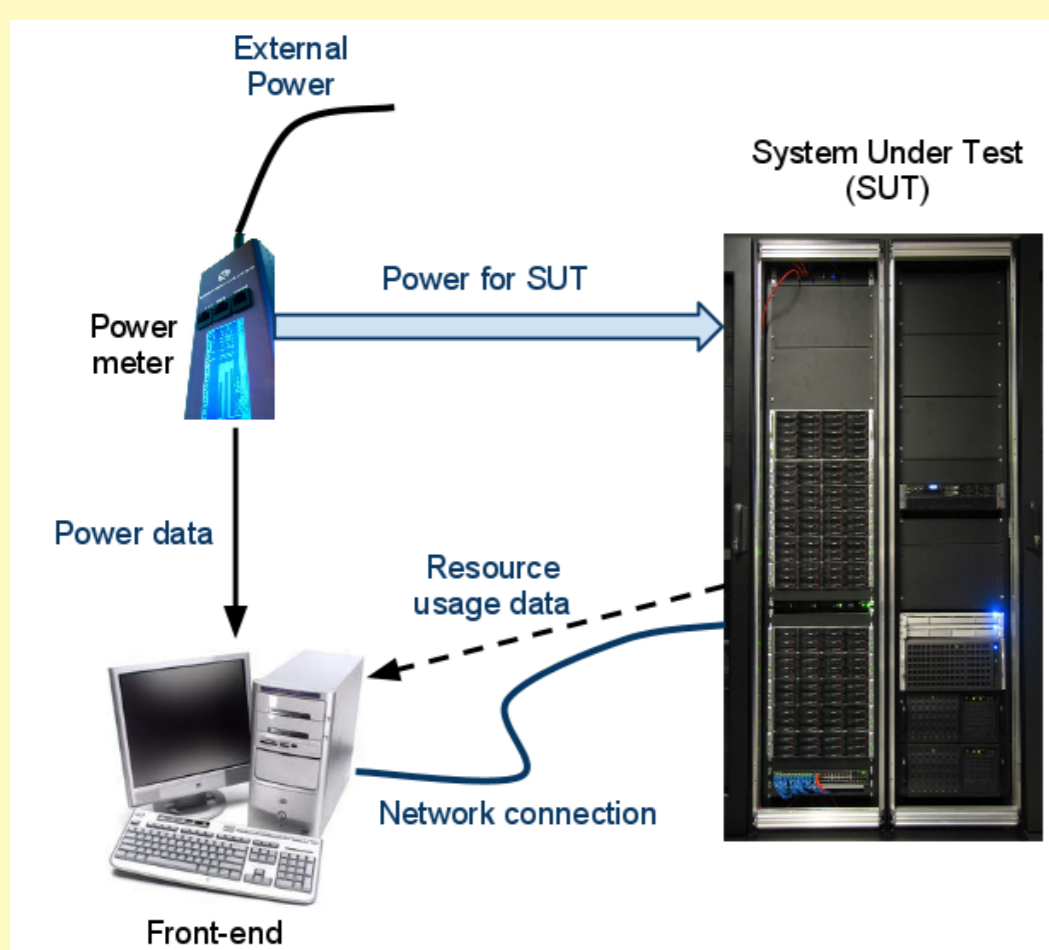 External
Power
System Under Test
(SUT)
Power for SUT
Power
meter
Power data
Resource
usage data
Network connection
Front-end